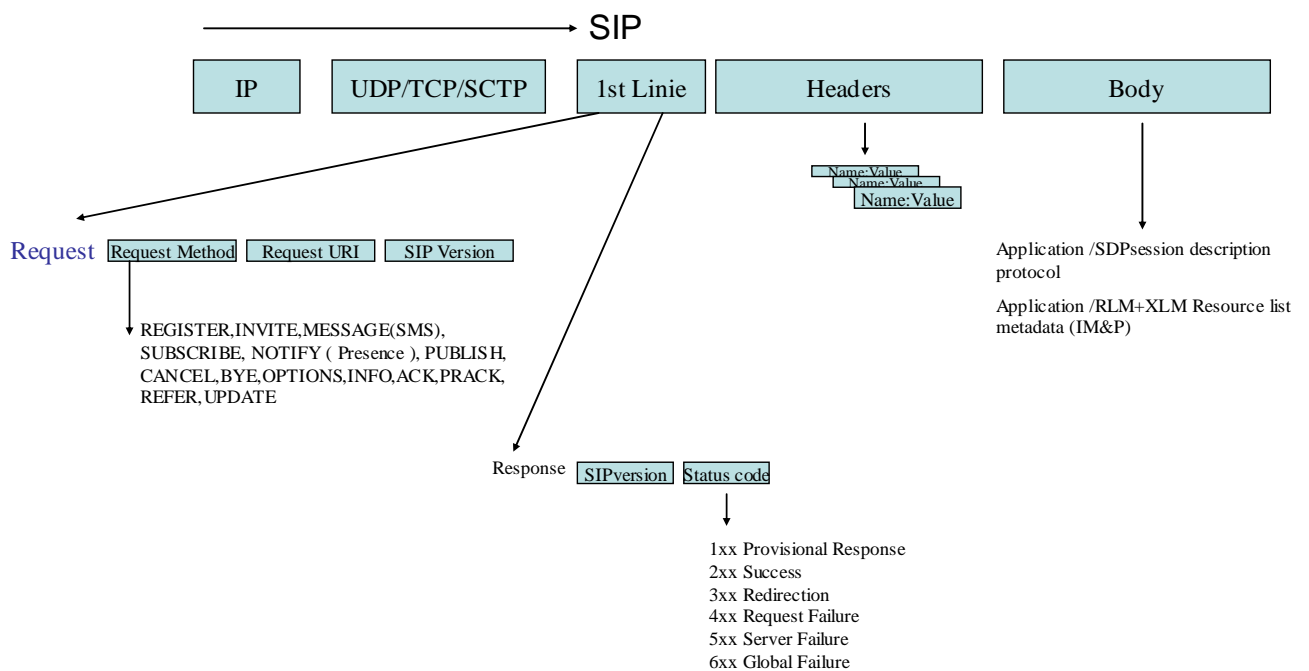 SIP
IP
UDP/TCP/SCTP
1st Linie
Headers
Body
Name:Value
Name:Value
Name:Value
Request
Request Method
Request URI
SIP Version
Application /SDPsession description
protocol
Application /RLM+XLM Resource list
metadata (IM&P)
REGISTER,INVITE,MESSAGE(SMS),
SUBSCRIBE, NOTIFY ( Presence ), PUBLISH,
CANCEL,BYE,OPTIONS,INFO,ACK,PRACK,
REFER,UPDATE
Response
SIPversion
Status code
1xx Provisional Response
2xx Success
3xx Redirection
4xx Request Failure
5xx Server Failure
6xx Global Failure